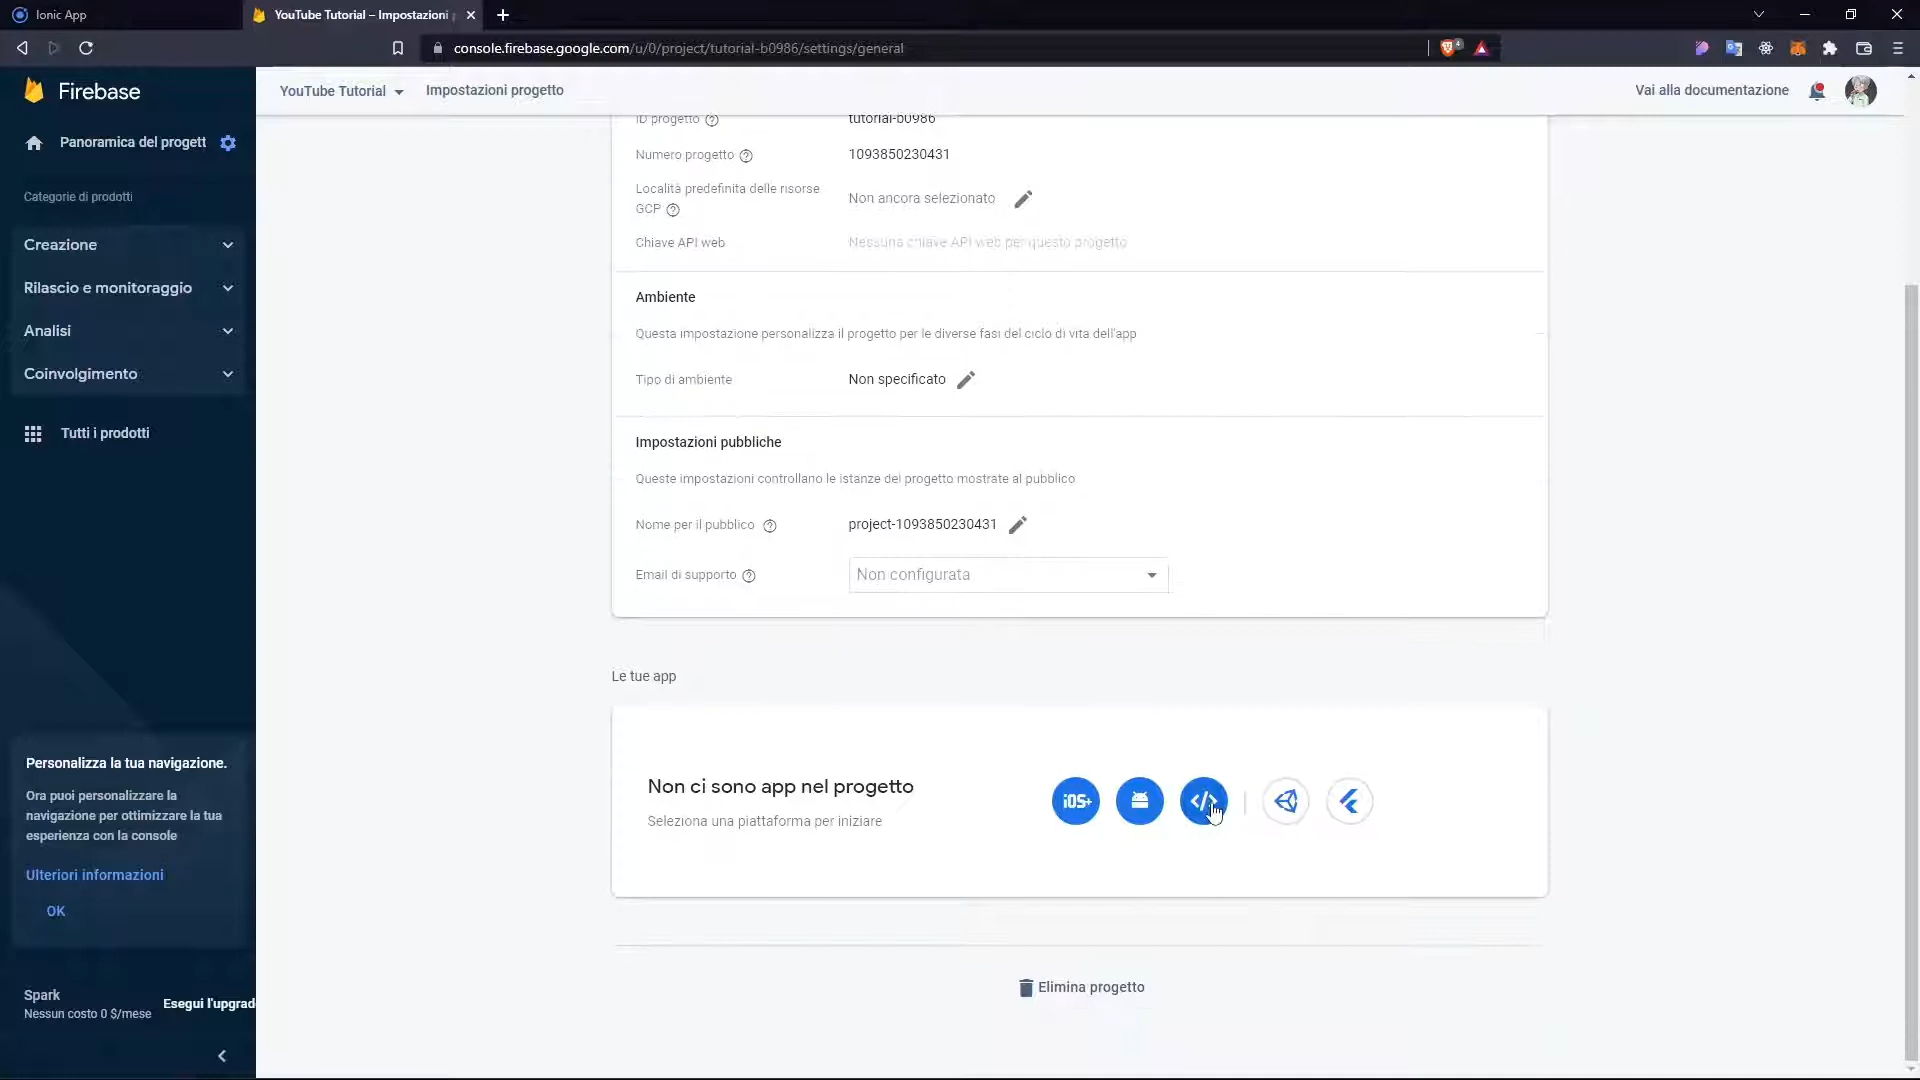 Ionic App
YouTube Tutorial – Impostazioni
console.firebase.google.com/u/0/project/tutorial-b0986/settings/general
4
Firebase
YouTube Tutorial
Impostazioni progetto
Vai alla documentazione
Panoramica del progett
Categorie di prodotti
Creazione
Rilascio e monitoraggio
Analisi
Coinvolgimento
Tutti i prodotti
Personalizza la tua navigazione.
Ora puoi personalizzare la
navigazione per ottimizzare la tua
esperienza con la console
Ulteriori informazioni
OK
Spark
Nessun costo 0 $/mese
Esegui l'upgrad
ID progetto
tutorial-b0986
Numero progetto
1093850230431
Località predefinita delle risorse
GCP
Non ancora selezionato
Chiave API web
Nessuna chiave API web per questo progetto
Ambiente
Questa impostazione personalizza il progetto per le diverse fasi del ciclo di vita dell'app
Tipo di ambiente
Non specificato
Impostazioni pubbliche
Queste impostazioni controllano le istanze del progetto mostrate al pubblico
Nome per il pubblico
project-1093850230431
Email di supporto
Non configurata
Le tue app
Non ci sono app nel progetto
Seleziona una piattaforma per iniziare
iOS+
</>
Elimina progetto